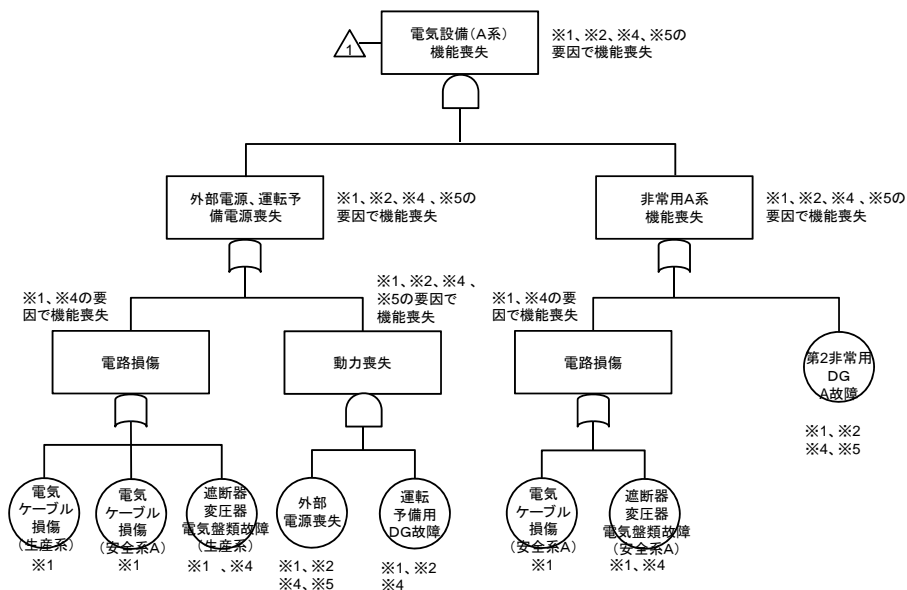 電気設備(A系)
機能喪失
※1、※2、※4、※5の
要因で機能喪失
1
外部電源、運転予
備電源喪失
※1、※2、※4 、※5の
要因で機能喪失
非常用A系
機能喪失
※1、※2、※4 、※5の
要因で機能喪失
※1、※4の要
因で機能喪失
電路損傷
※1、※2、※4 、
※5の要因で
機能喪失
動力喪失
※1、※4の要
因で機能喪失
電路損傷
第2非常用
DG
A故障
※1、※2
※4、※5
電気
ケーブル
損傷
(生産系)
※1
電気
ケーブル
損傷
(安全系A)
※1
遮断器
変圧器
電気盤類故障
(生産系)
※1 、※4
外部
電源喪失
※1、※2
※4、※5
運転
予備用
DG故障
※1、※2
※4
電気
ケーブル
損傷
(安全系A)
※1
遮断器
変圧器
電気盤類故障
(安全系A)
※1、※4